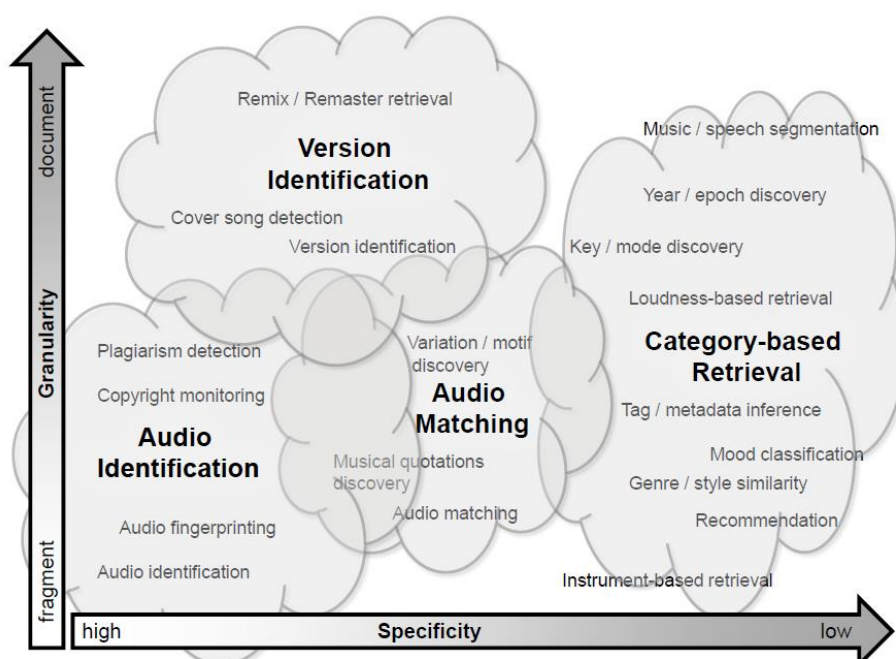 document
Granularity
fragment
Remix / Remaster retrieval
Version
Identification
Cover song detection
Version identification
Music / speech segmentation
Year / epoch discovery
Key / mode discovery
Loudness-based retrieval
Category-based
Retrieval
Tag / metadata inference
Mood classification
Genre / style similarity
Recommendation
Instrument-based retrieval
Plagiarism detection
Copyright monitoring
Audio
Identification
Audio fingerprinting
Audio identification
Variation / motif
discovery
Audio
Matching
Musical quotations
discovery
Audio matching
high
Specificity
low